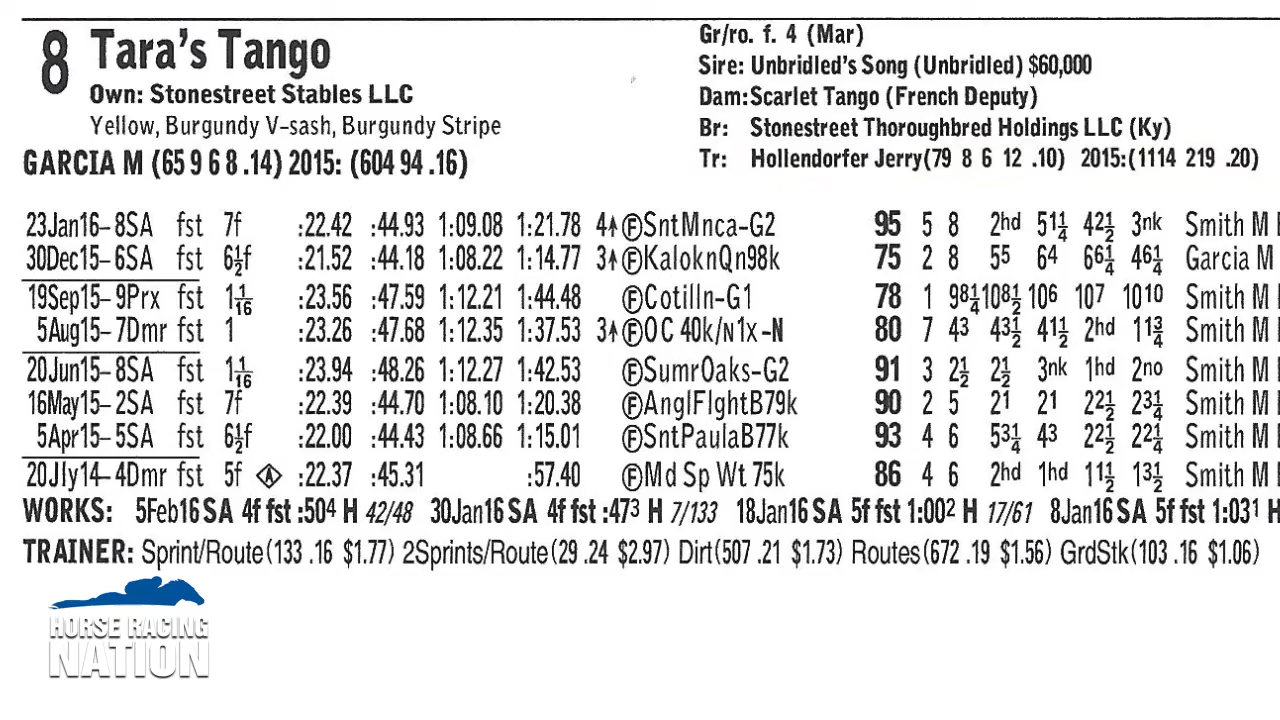 8 Tara's Tango
Own: Stonestreet Stables LLC
Yellow, Burgundy V-sash, Burgundy Stripe
GARCIA M (65 9 6 8 .14) 2015: (604 94 .16)
Gr/ro. f. 4 (Mar)
Sire: Unbridled's Song (Unbridled) $60,000
Dam: Scarlet Tango (French Deputy)
Br: Stonestreet Thoroughbred Holdings LLC (Ky)
Tr: Hollendorfer Jerry(79 8 6 12 .10) 2015:(1114 219 .20)
23Jan16-8SA fst 7f :22.42 :44.93 1:09.08 1:21.78 4↑ⒻSntMnca-G2 95 5 8 2hd 51¼ 42½ 3nk Smith M
30Dec15-6SA fst 6½f :21.52 :44.18 1:08.22 1:14.77 3↑ⒻKaloknQn98k 75 2 8 55 64 66¼ 46¼ Garcia M
19Sep15-9Prx fst 1 1/16 :23.56 :47.59 1:12.21 1:44.48 ⒻCotilln-G1 78 1 98¼ 108½ 106 107 1010 Smith M
5Aug15-7Dmr fst 1 :23.26 :47.68 1:12.35 1:37.53 3↑ⒻOC 40k/N1x-N 80 7 43 43½ 41½ 2hd 11¾ Smith M
20Jun15-8SA fst 1 1/16 :23.94 :48.26 1:12.27 1:42.53 ⒻSumrOaks-G2 91 3 2½ 2½ 3nk 1hd 2no Smith M
16May15-2SA fst 7f :22.39 :44.70 1:08.10 1:20.38 ⒻAnglFlghtB79k 90 2 5 21 21 22½ 23¼ Smith M
5Apr15-5SA fst 6½f :22.00 :44.43 1:08.66 1:15.01 ⒻSntPaulaB77k 93 4 6 53¼ 43 22½ 22¼ Smith M
20Jly14-4Dmr fst 5f Ⓐ :22.37 :45.31 :57.40 ⒻMd Sp Wt 75k 86 4 6 2hd 1hd 11½ 13½ Smith M
WORKS: 5Feb16 SA 4f fst :504 H 42/48 30Jan16 SA 4f fst :473 H 7/133 18Jan16 SA 5f fst 1:002 H 17/61 8Jan16 SA 5f fst 1:031 H
TRAINER: Sprint/Route(133 .16 $1.77) 2Sprints/Route(29 .24 $2.97) Dirt(507 .21 $1.73) Routes(672 .19 $1.56) GrdStk(103 .16 $1.06)
HORSE RACING
NATION